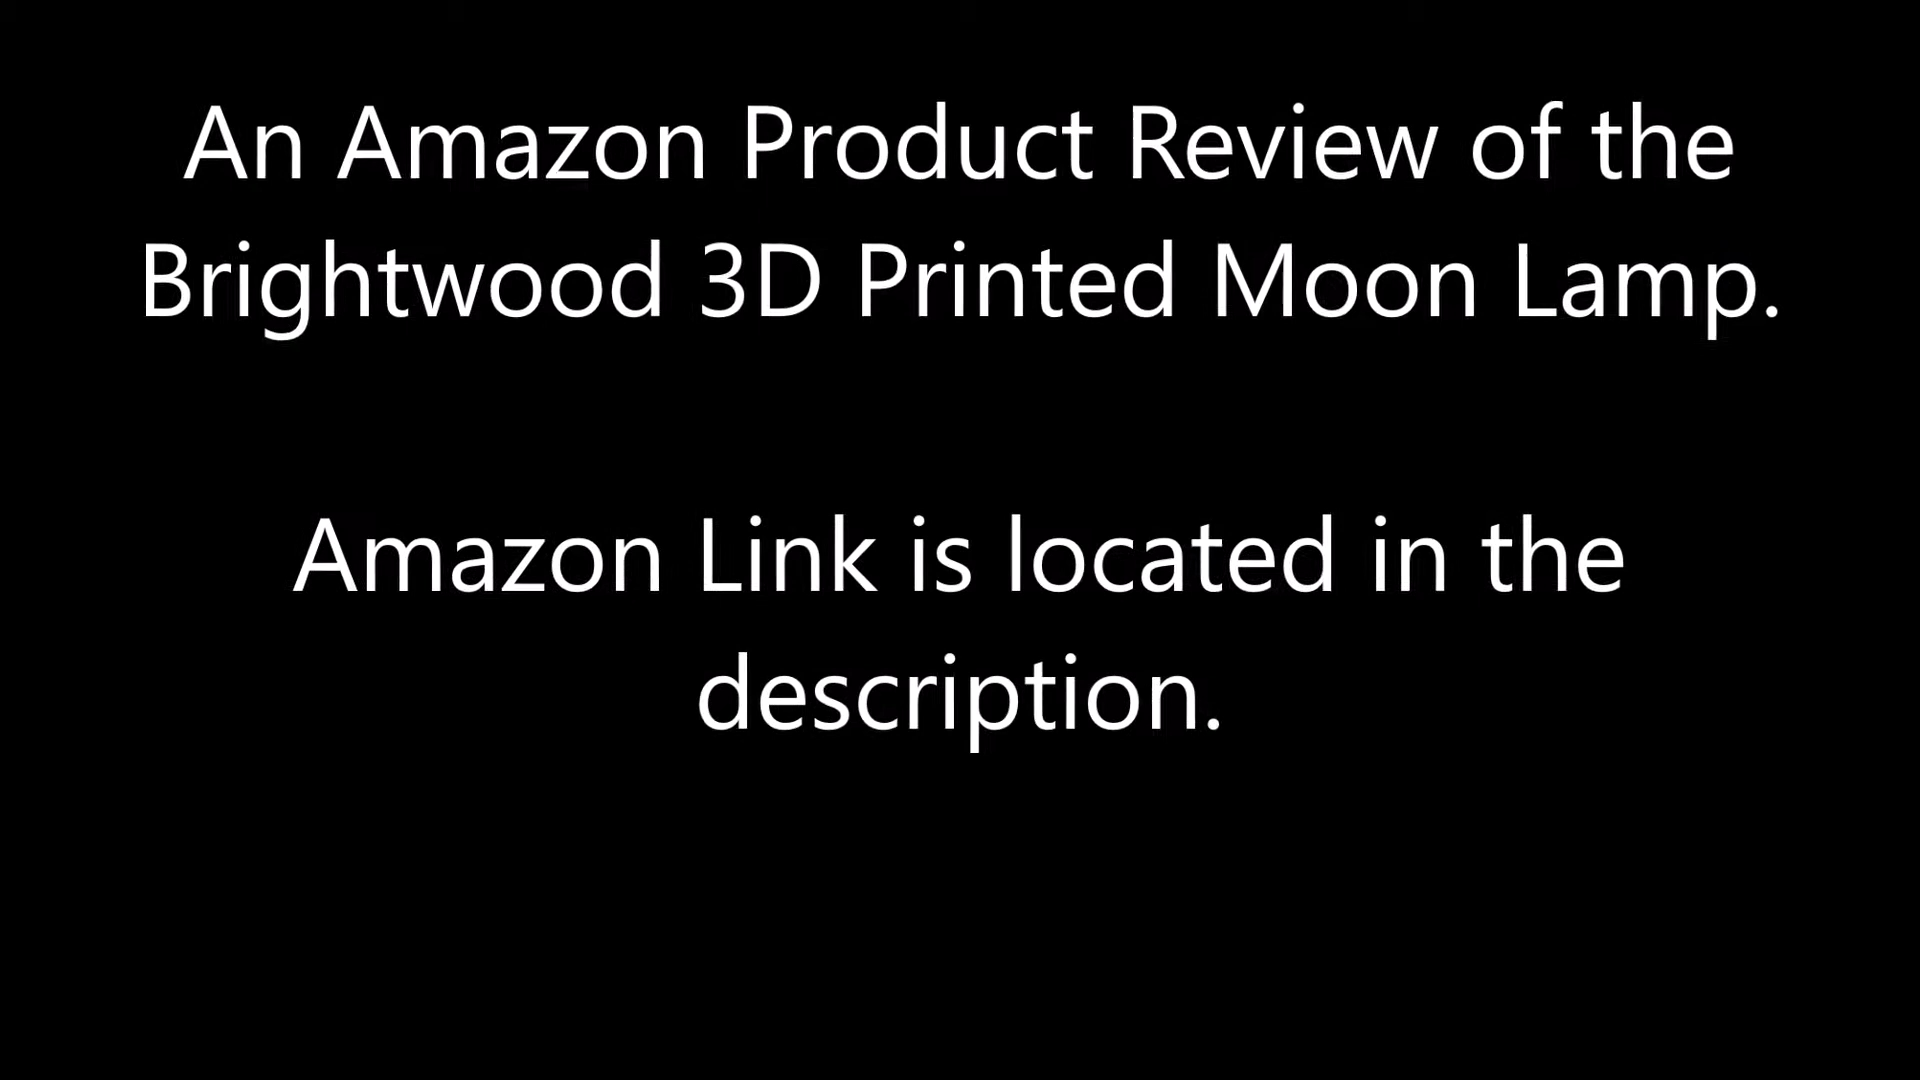 An Amazon Product Review of the
Brightwood 3D Printed Moon Lamp.
Amazon Link is located in the
description.